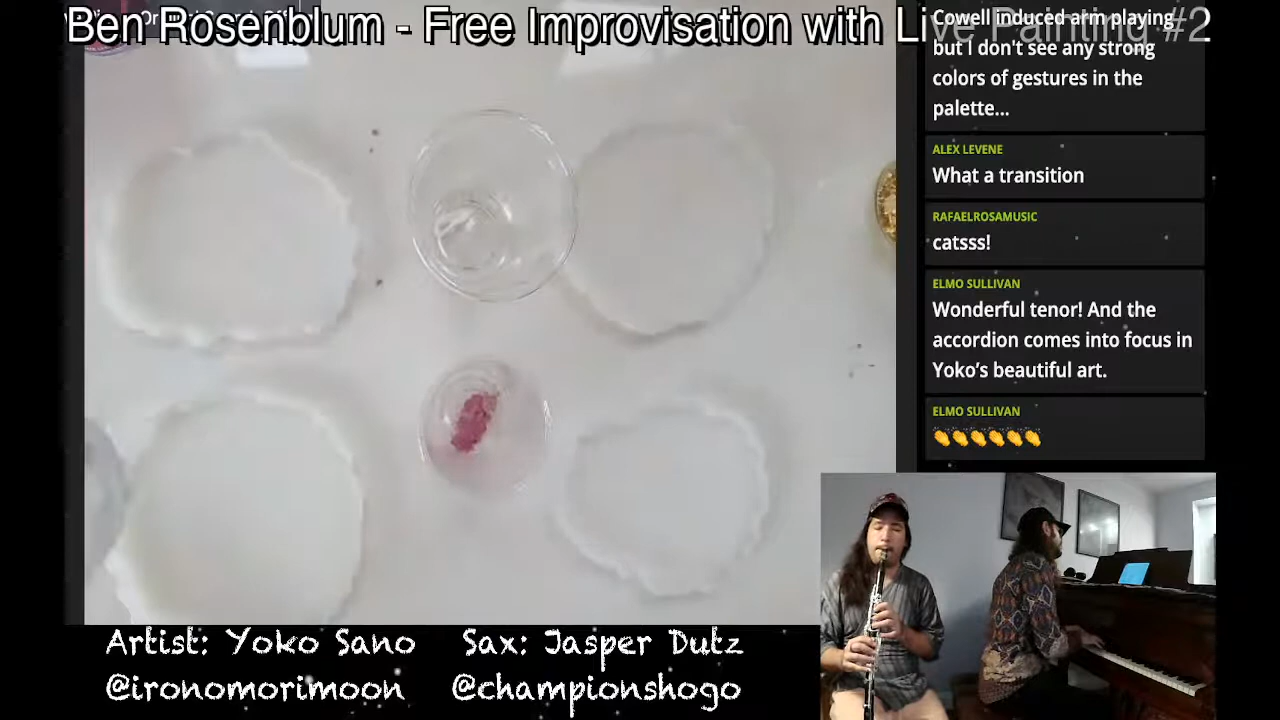 Ben Rosenblum - Free Improvisation with Live Painting #2
Cowell induced arm playing
but I don't see any strong
colors of gestures in the
palette...
ALEX LEVENE
What a transition
RAFAELROSAMUSIC
catsss!
ELMO SULLIVAN
Wonderful tenor! And the
accordion comes into focus in
Yoko's beautiful art.
ELMO SULLIVAN
Artist: Yoko Sano
Sax: Jasper Dutz
@ironomorimoon
@championshogo